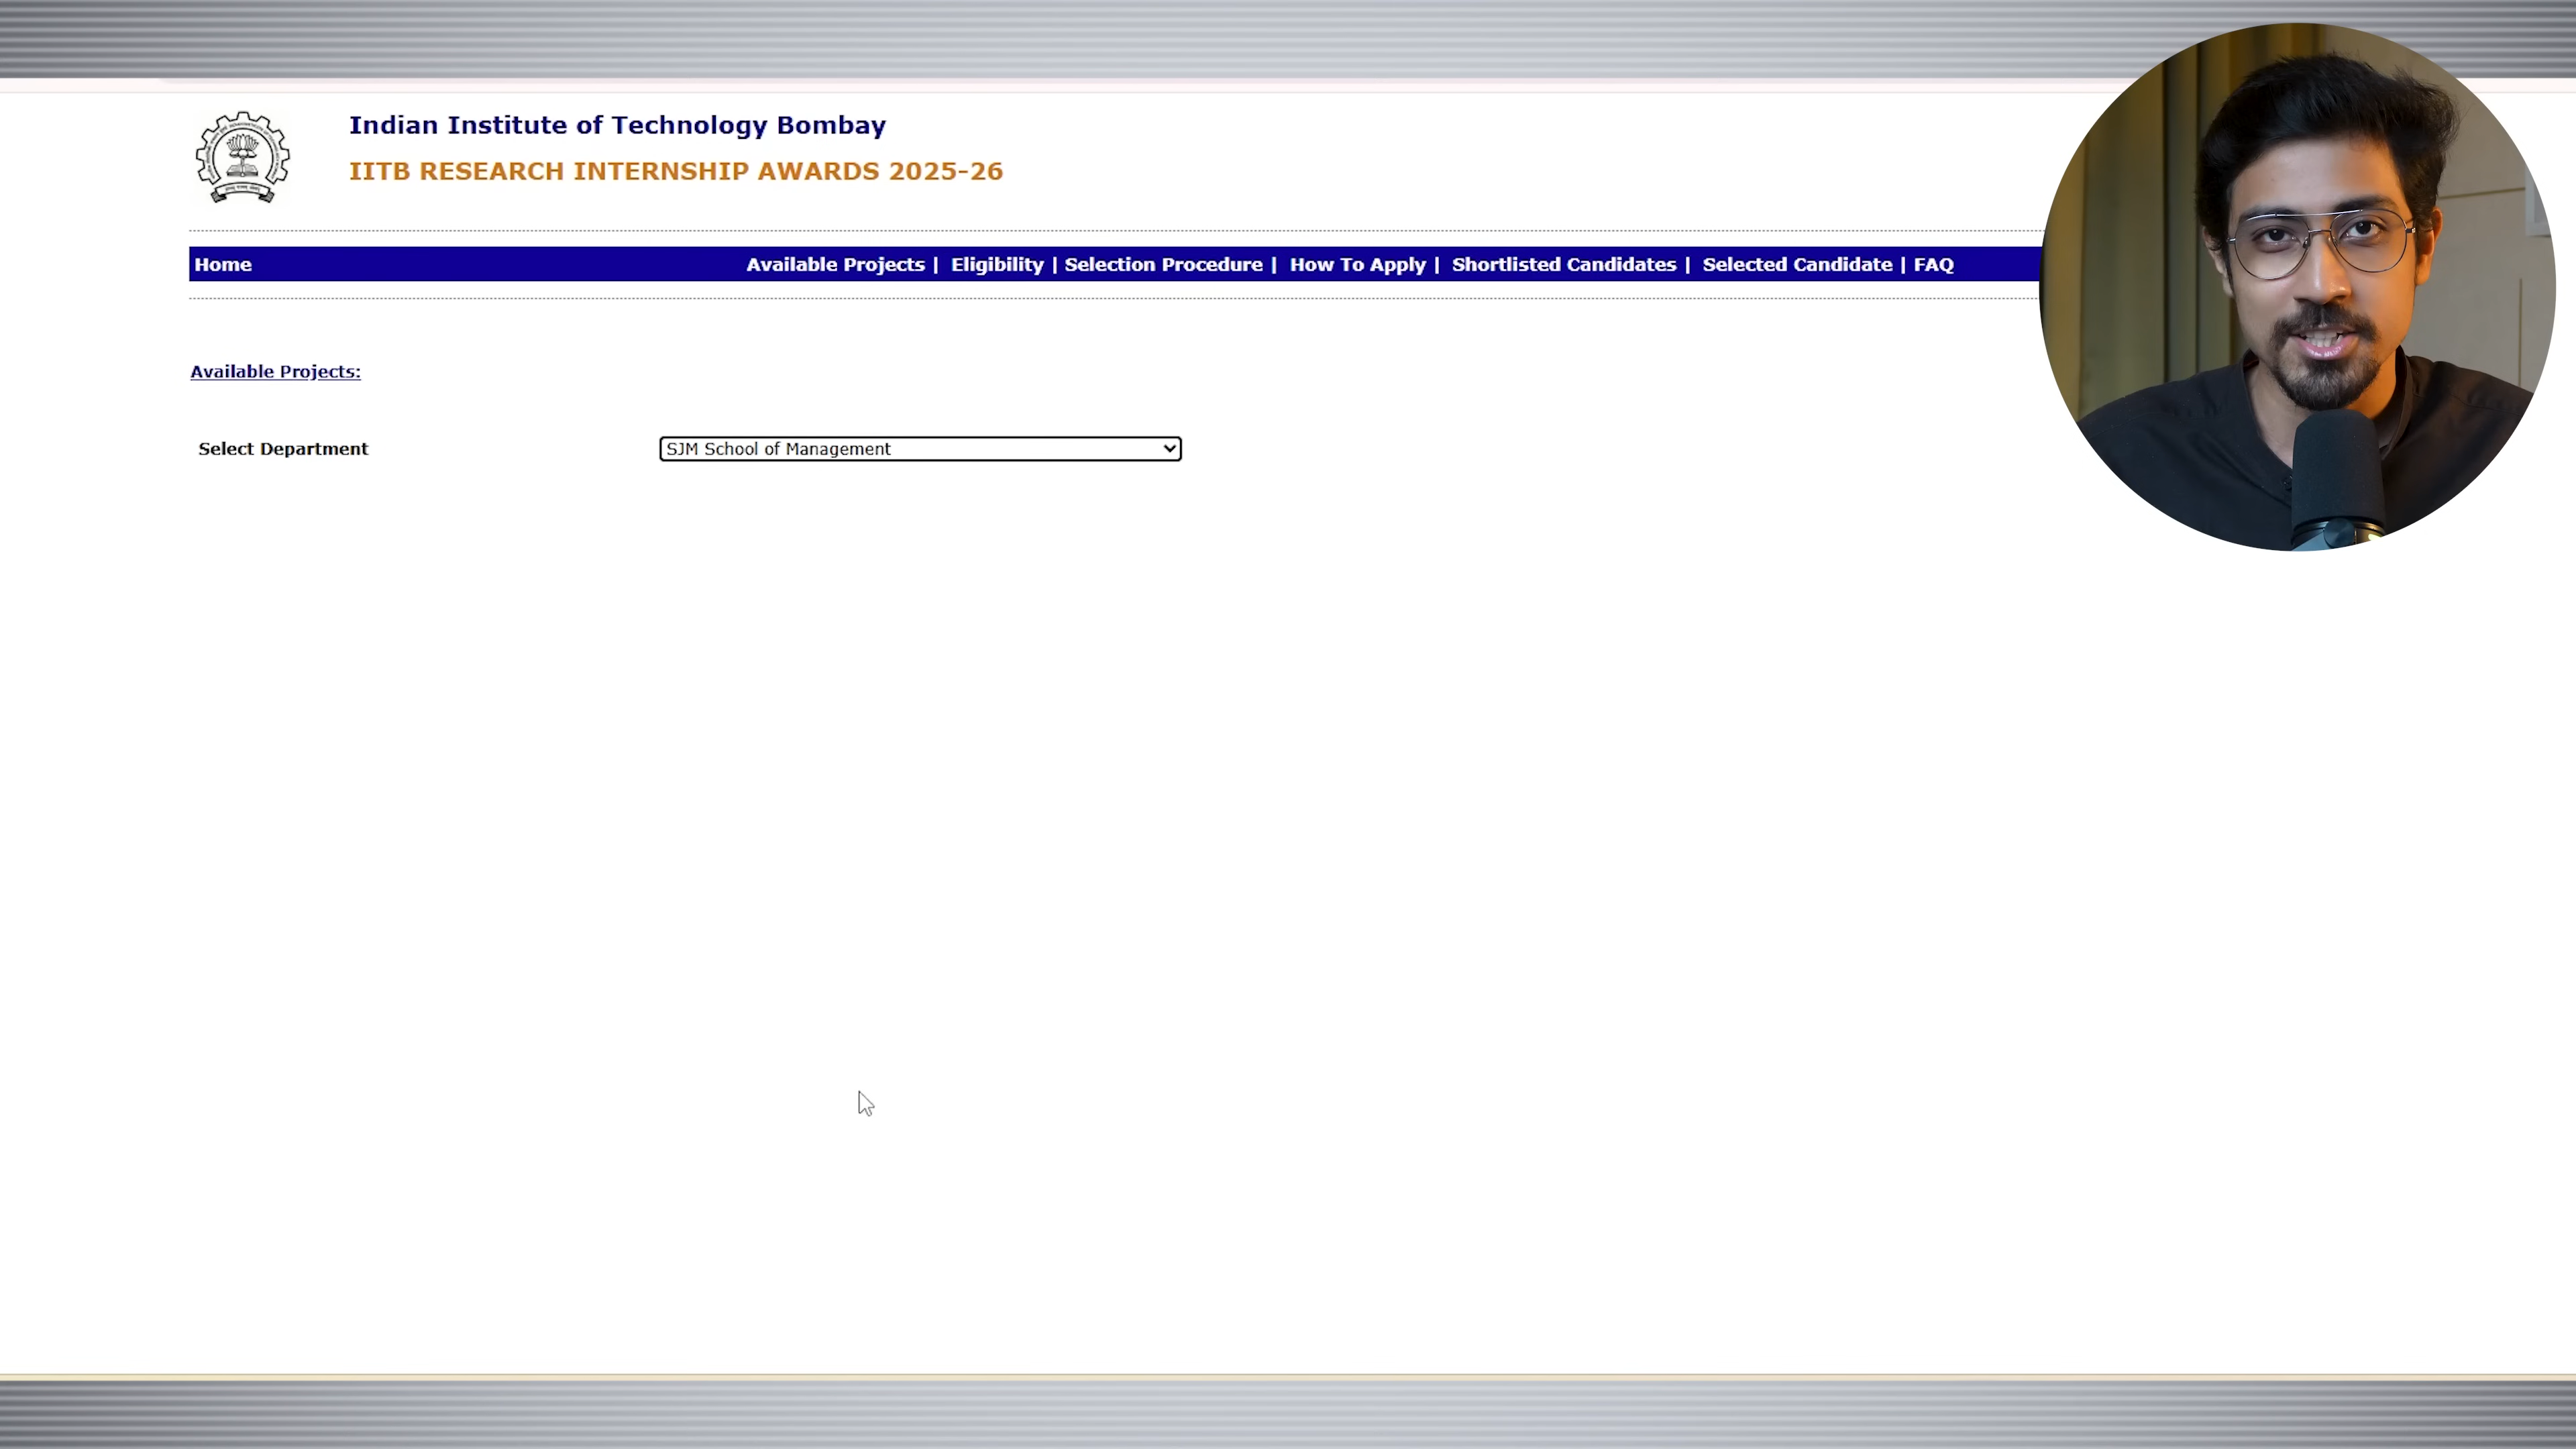 Indian Institute of Technology Bombay
IITB RESEARCH INTERNSHIP AWARDS 2025-26
Home Available Projects | Eligibility | Selection Procedure | How To Apply | Shortlisted Candidates | Selected Candidate | FAQ
Available Projects:
Select Department SJM School of Management